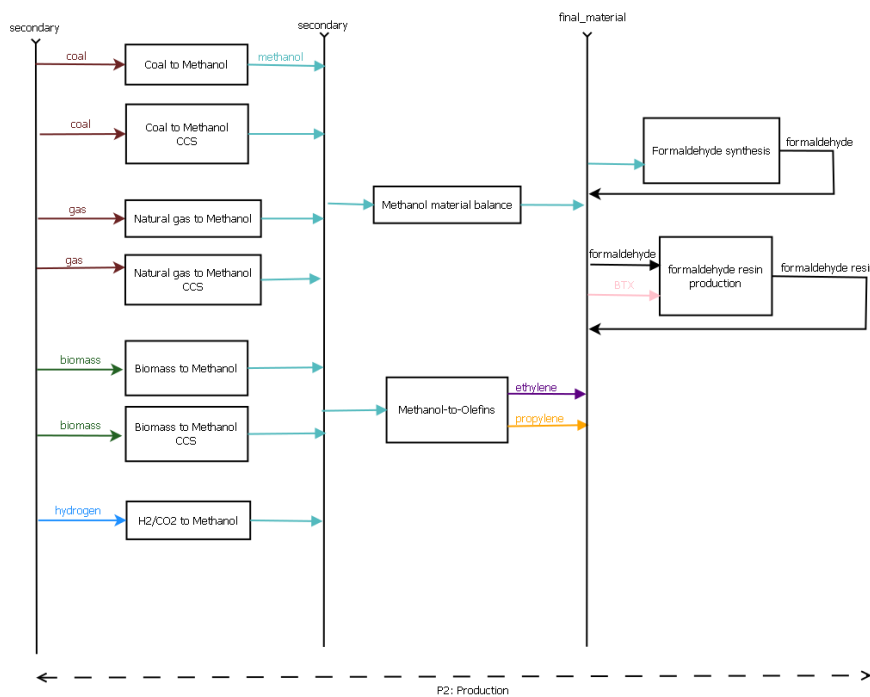 secondary
secondary
final_material
coal
Coal to Methanol
methanol
coal
Coal to Methanol
CCS
Formaldehyde synthesis
formaldehyde
gas
Natural gas to Methanol
Methanol material balance
gas
Natural gas to Methanol
CCS
formaldehyde
BTX
formaldehyde resin
production
formaldehyde resi
biomass
Biomass to Methanol
biomass
Biomass to Methanol
CCS
Methanol-to-Olefins
ethylene
propylene
hydrogen
H2/CO2 to Methanol
P2: Production